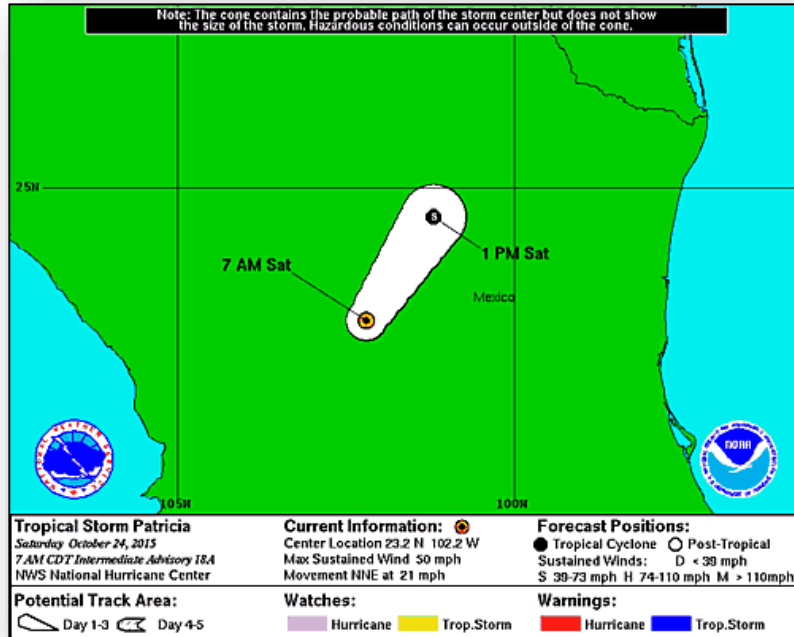 Note: The cone contains the probable path of the storm center but does not show
the size of the storm. Hazardous conditions can occur outside of the cone.
25N
S
1 PM Sat
7 AM Sat
Mexico
NOAA
105W 100W
Tropical Storm Patricia
Saturday October 24, 2015
7 AM CDT Intermediate Advisory 18A
NWS National Hurricane Center
Current Information:
Center Location 23.2 N 102.2 W
Max Sustained Wind 50 mph
Movement NNE at 21 mph
Forecast Positions:
Tropical Cyclone Post-Tropical
Sustained Winds: D < 39 mph
S 39-73 mph H 74-110 mph M > 110mph
Potential Track Area:
Day 1-3 Day 4-5
Watches:
Hurricane Trop.Storm
Warnings:
Hurricane Trop.Storm